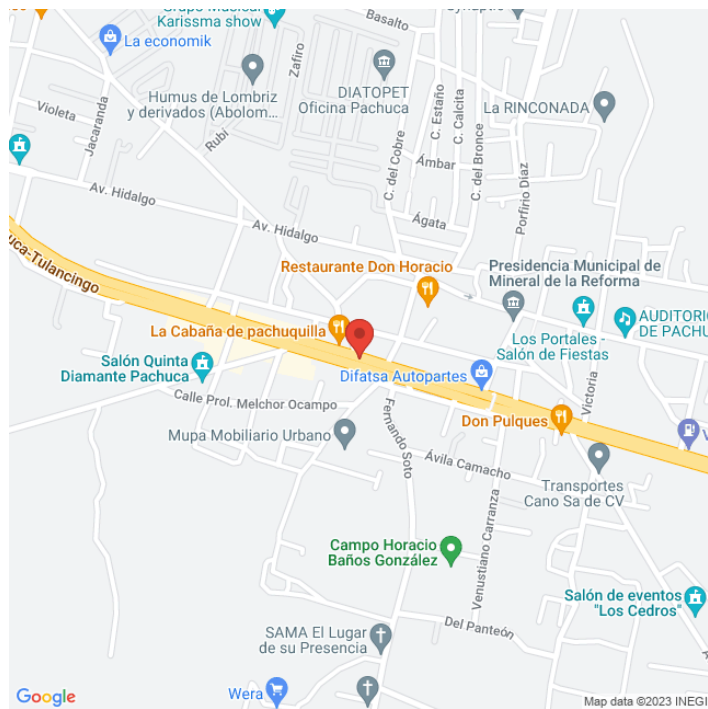 Grupo Musical
Karissma show
Basalto
Synaptic
La economik
Zafiro
Humus de Lombriz
y derivados (Abolom...
DIATOPET
Oficina Pachuca
C. Estaño
C. Calcita
La RINCONADA
Violeta
Jacaranda
Rubí
C. del Cobre
C. del Bronce
Ámbar
Porfirio Díaz
Av. Hidalgo
Ágata
Av. Hidalgo
uca-Tulancingo
Restaurante Don Horacio
Presidencia Municipal de
Mineral de la Reforma
La Cabaña de pachuquilla
Los Portales -
Salón de Fiestas
AUDITORIO
DE PACHU
Salón Quinta
Diamante Pachuca
Difatsa Autopartes
Victoria
Calle Prol. Melchor Ocampo
Fernando Soto
Don Pulques
V
Mupa Mobiliario Urbano
Ávila Camacho
Transportes
Cano Sa de CV
Venustiano Carranza
Campo Horacio
Baños González
Salón de eventos
"Los Cedros"
Del Panteón
SAMA El Lugar
de su Presencia
A
Wera
Google
Map data ©2023 INEGI